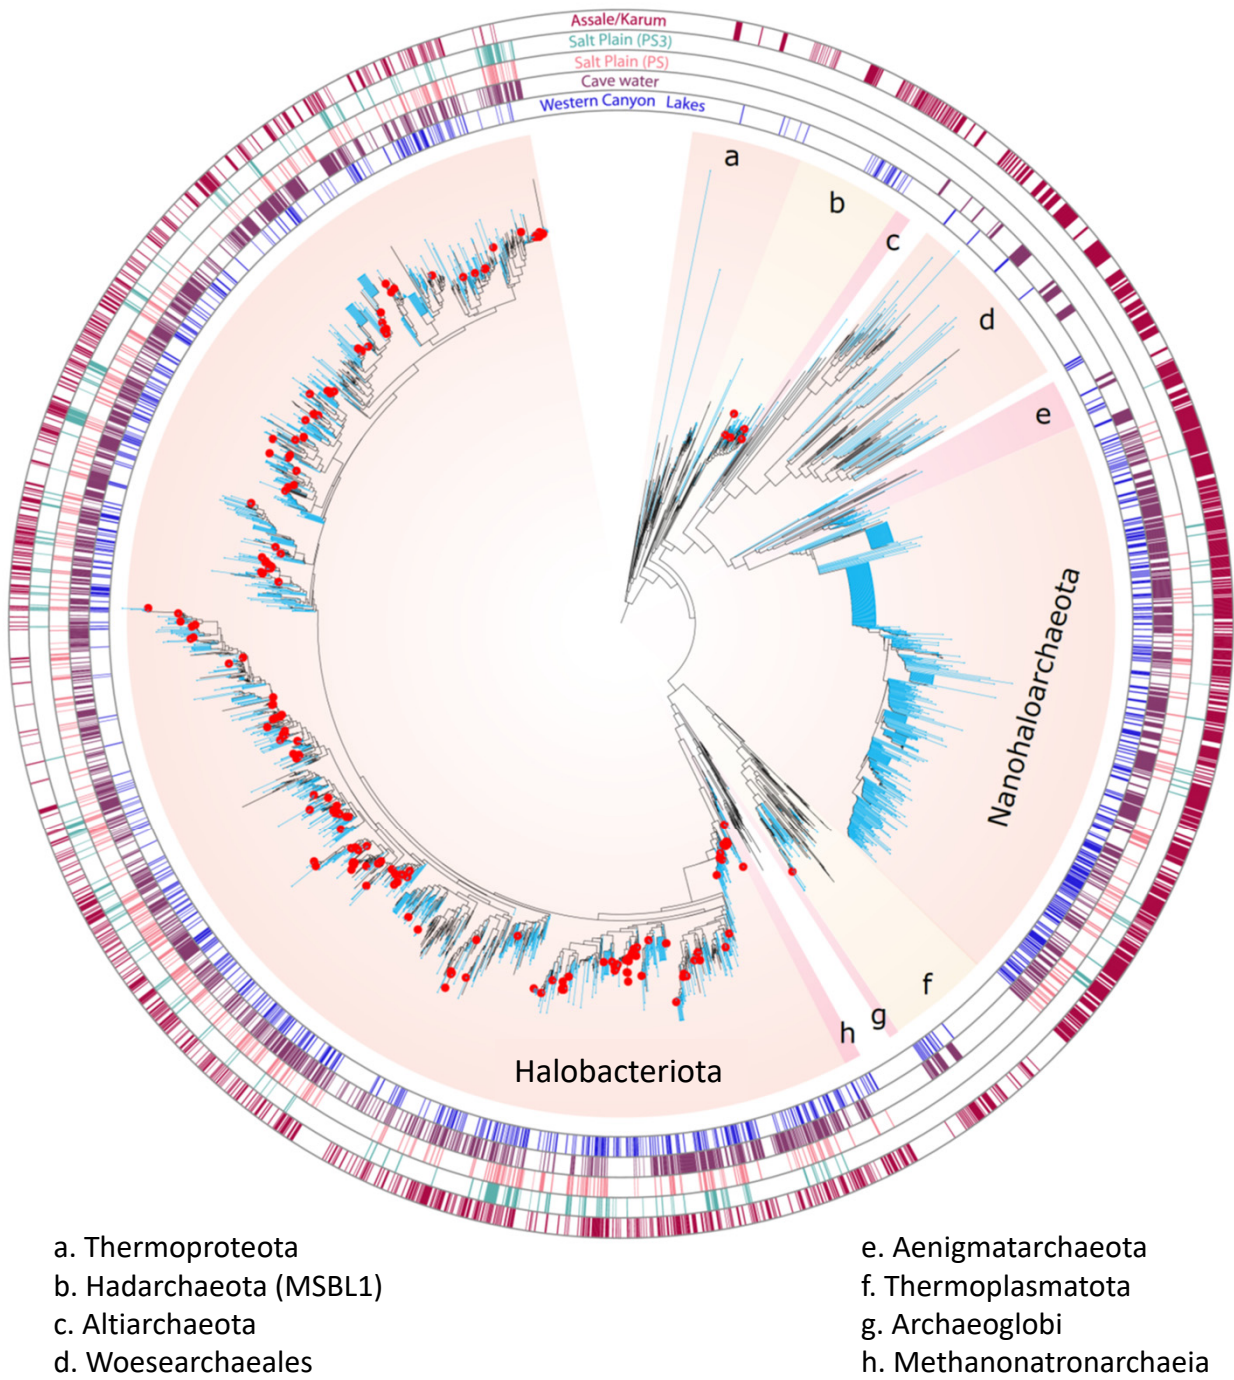 Assale/Karum
Salt Plain (PS3)
Salt Plain (PS)
Cave water
Western Canyon Lakes
a
b
c
d
e
Nanohaloarchaeota
f
g
h
Halobacteriota
a. Thermoproteota
b. Hadarchaeota (MSBL1)
c. Altiarchaeota
d. Woesearchaeales
e. Aenigmatarchaeota
f. Thermoplasmatota
g. Archaeoglobi
h. Methanonatronarchaeia